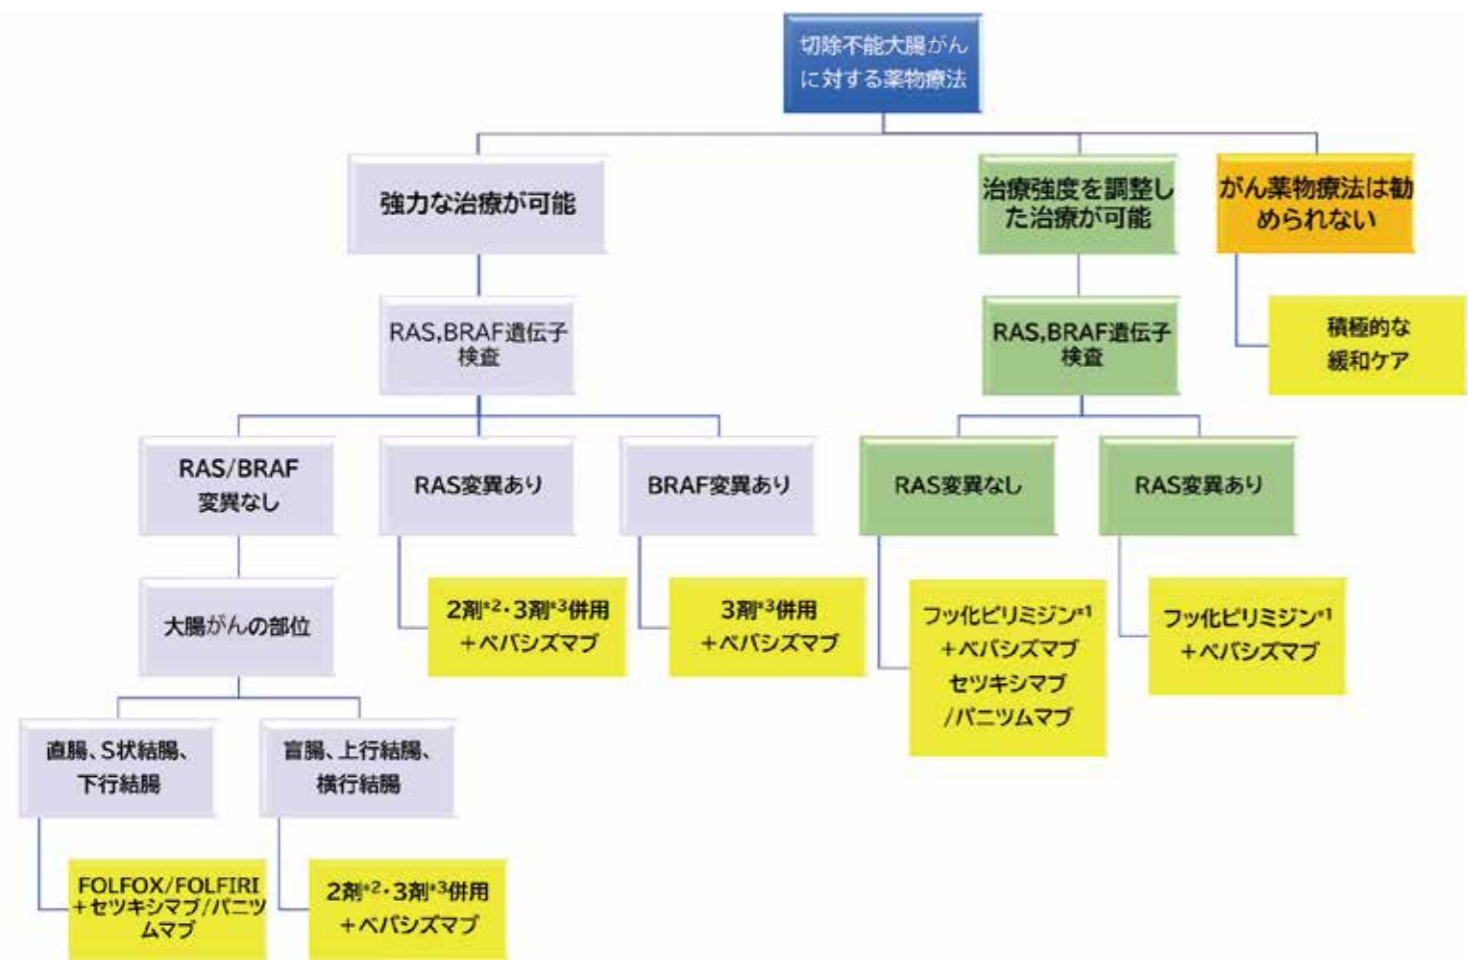 切除不能大腸がん
に対する薬物療法
強力な治療が可能
治療強度を調整し
た治療が可能
がん薬物療法は勧
められない
RAS,BRAF遺伝子
検査
RAS,BRAF遺伝子
検査
積極的な
緩和ケア
RAS/BRAF
変異なし
RAS変異あり
BRAF変異あり
RAS変異なし
RAS変異あり
大腸がんの部位
2剤*2・3剤*3併用
＋ベバシズマブ
3剤*3併用
＋ベバシズマブ
フッ化ピリミジン*1
＋ベバシズマブ
セツキシマブ
/パニツムマブ
フッ化ピリミジン*1
＋ベバシズマブ
直腸、S状結腸、
下行結腸
盲腸、上行結腸、
横行結腸
FOLFOX/FOLFIRI
＋セツキシマブ/パニツ
ムマブ
2剤*2・3剤*3併用
＋ベバシズマブ